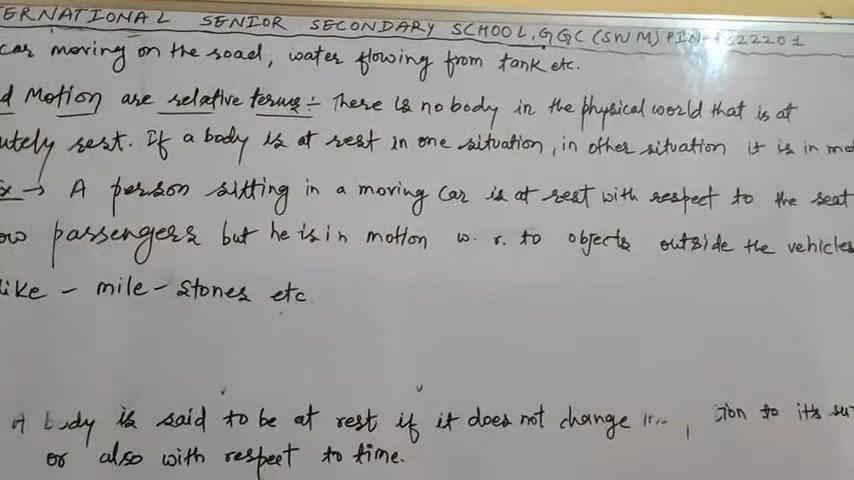 ERNATIONAL SENIOR SECONDARY SCHOOL, GGC (SWM) PIN-+322201
car moving on the road, water flowing from tank etc.
d Motion are relative terms :- There is no body in the physical world that is at
utely rest. If a body is at rest in one situation, in other situation it is in mo
Ex → A person sitting in a moving car is at rest with respect to the seat
ow passengers but he is in motion w. r. to objects outside the vehicles
like - mile - stones etc.
A body is said to be at rest if it does not change tion to it's su
or also with respect to time.